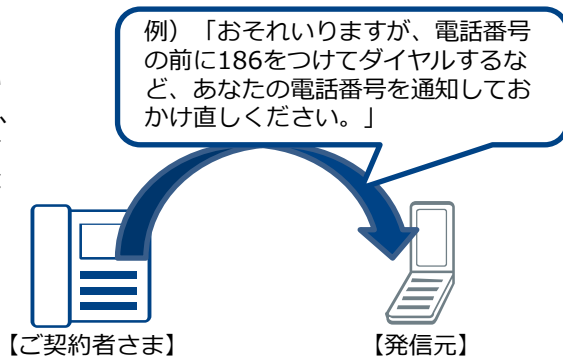 例）「おそれいりますが、電話番号
の前に186をつけてダイヤルするな
ど、あなたの電話番号を通知してお
かけ直しください。」
【ご契約者さま】
【発信元】